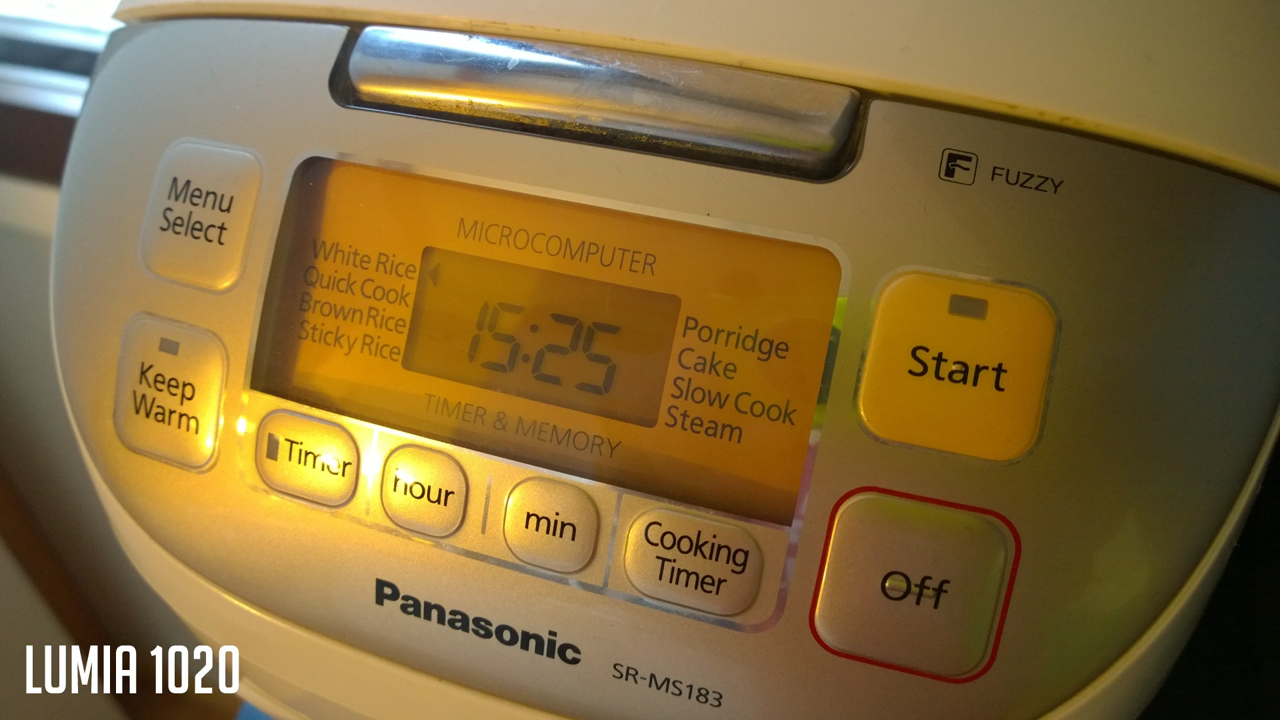 FUZZY
Menu
Select
MICROCOMPUTER
White Rice
Quick Cook
Brown Rice
Sticky Rice
15:25
Porridge
Cake
Slow Cook
Steam
TIMER & MEMORY
Start
Keep
Warm
Timer
hour
min
Cooking
Timer
Off
Panasonic
SR-MS183
LUMIA 1020